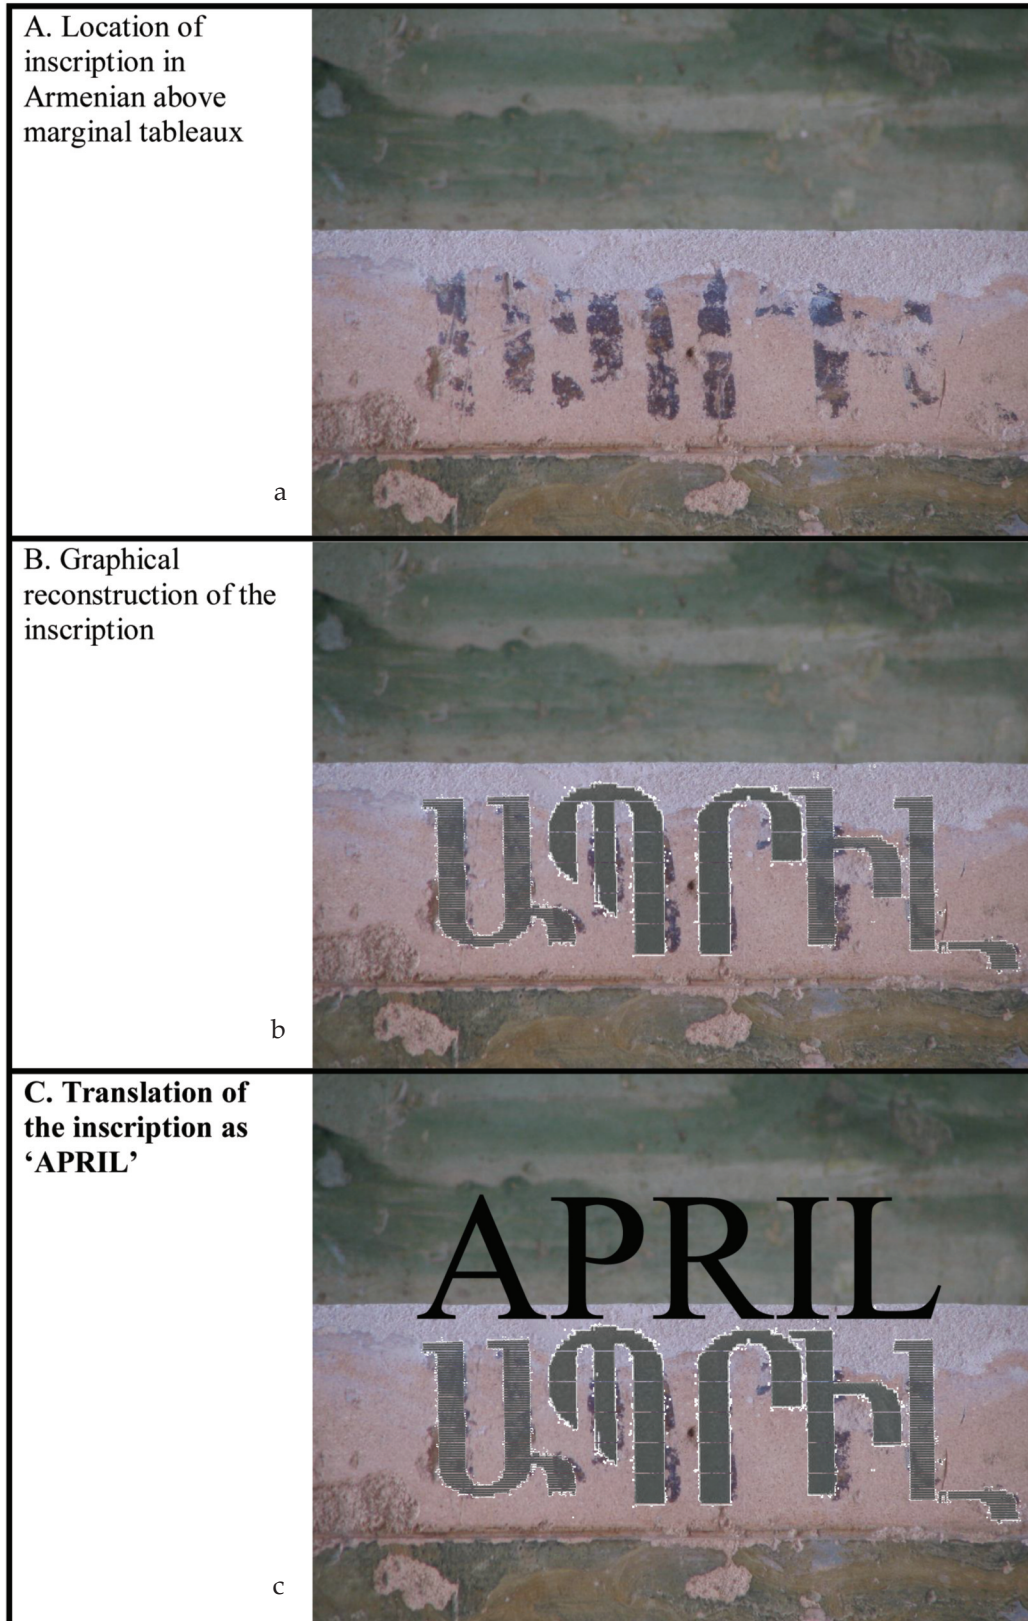 A. Location of
inscription in
Armenian above
marginal tableaux
a
B. Graphical
reconstruction of the
inscription
ԱՊՐԻԼ
b
C. Translation of
the inscription as
‘APRIL’
APRIL
ԱՊՐԻԼ
c